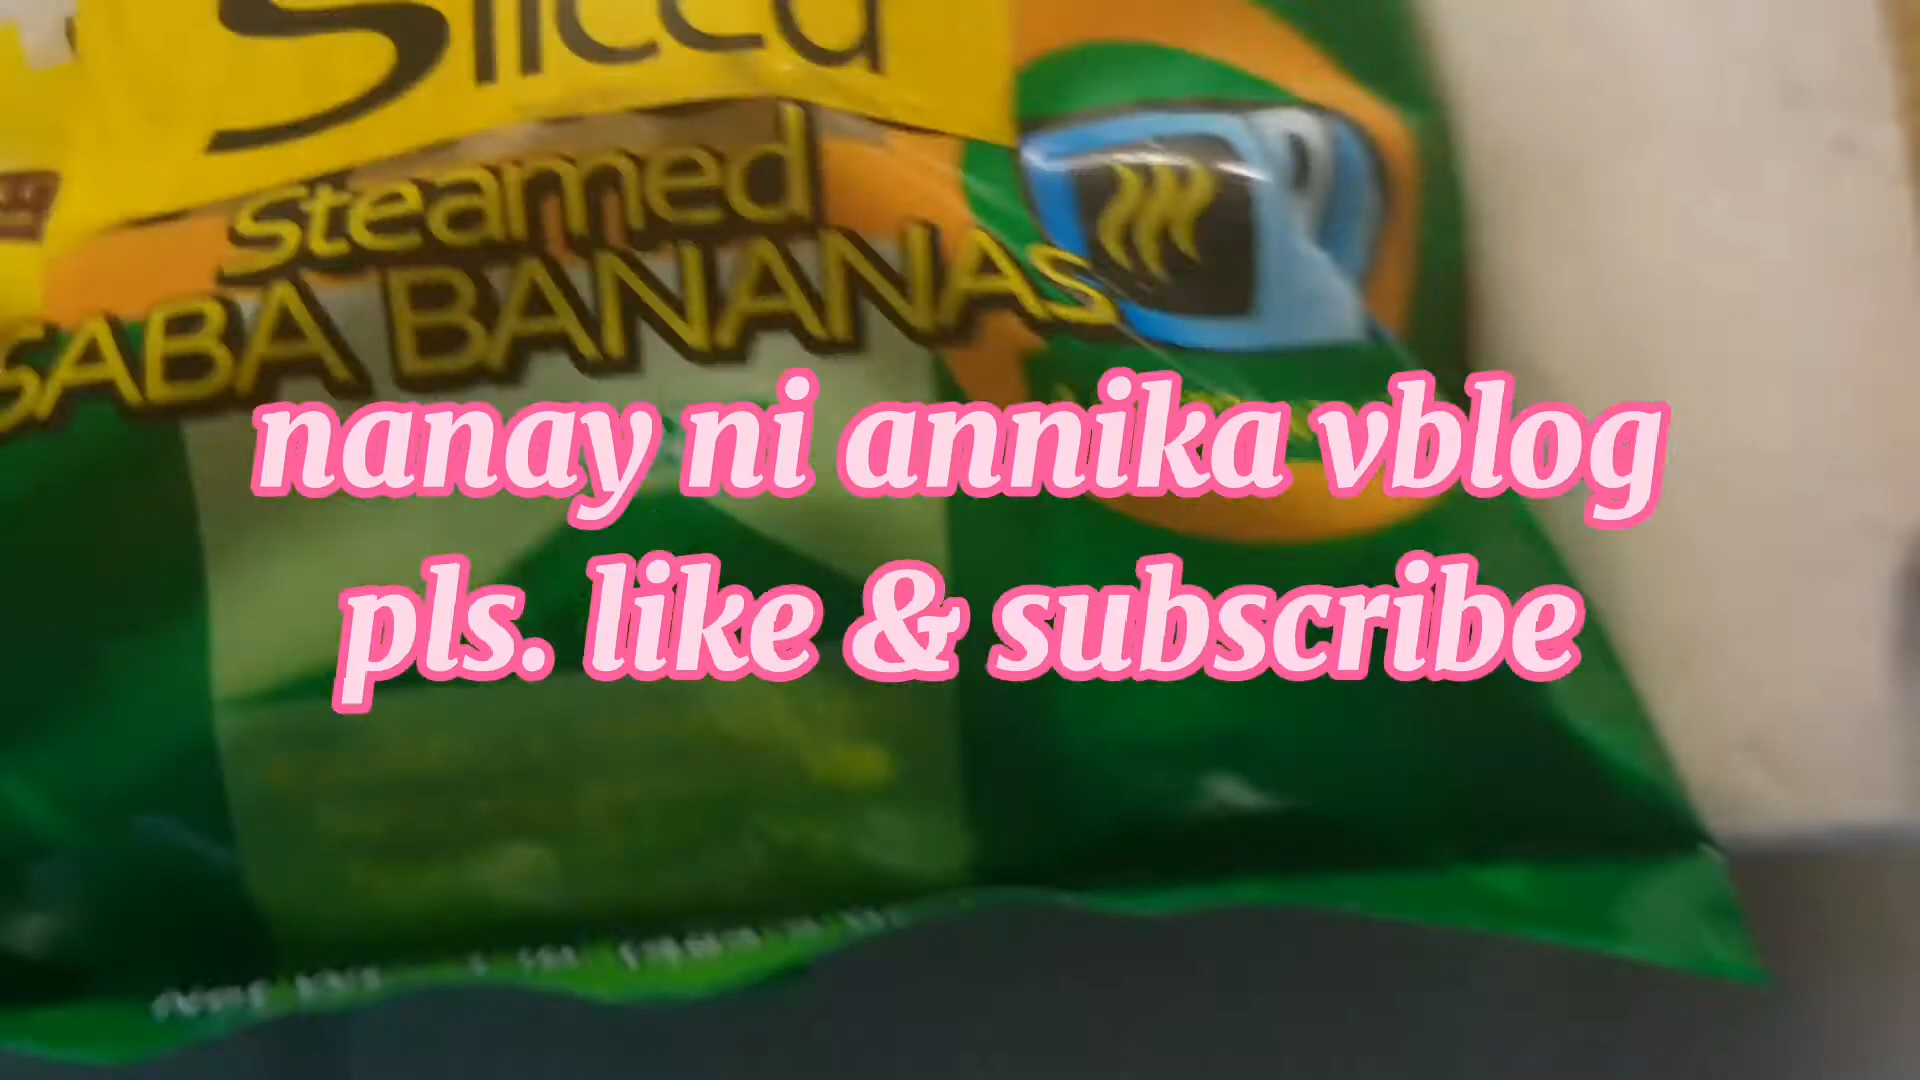 Sliced
Steamed
SABA BANANAS
nanay ni annika vblog
pls. like & subscribe